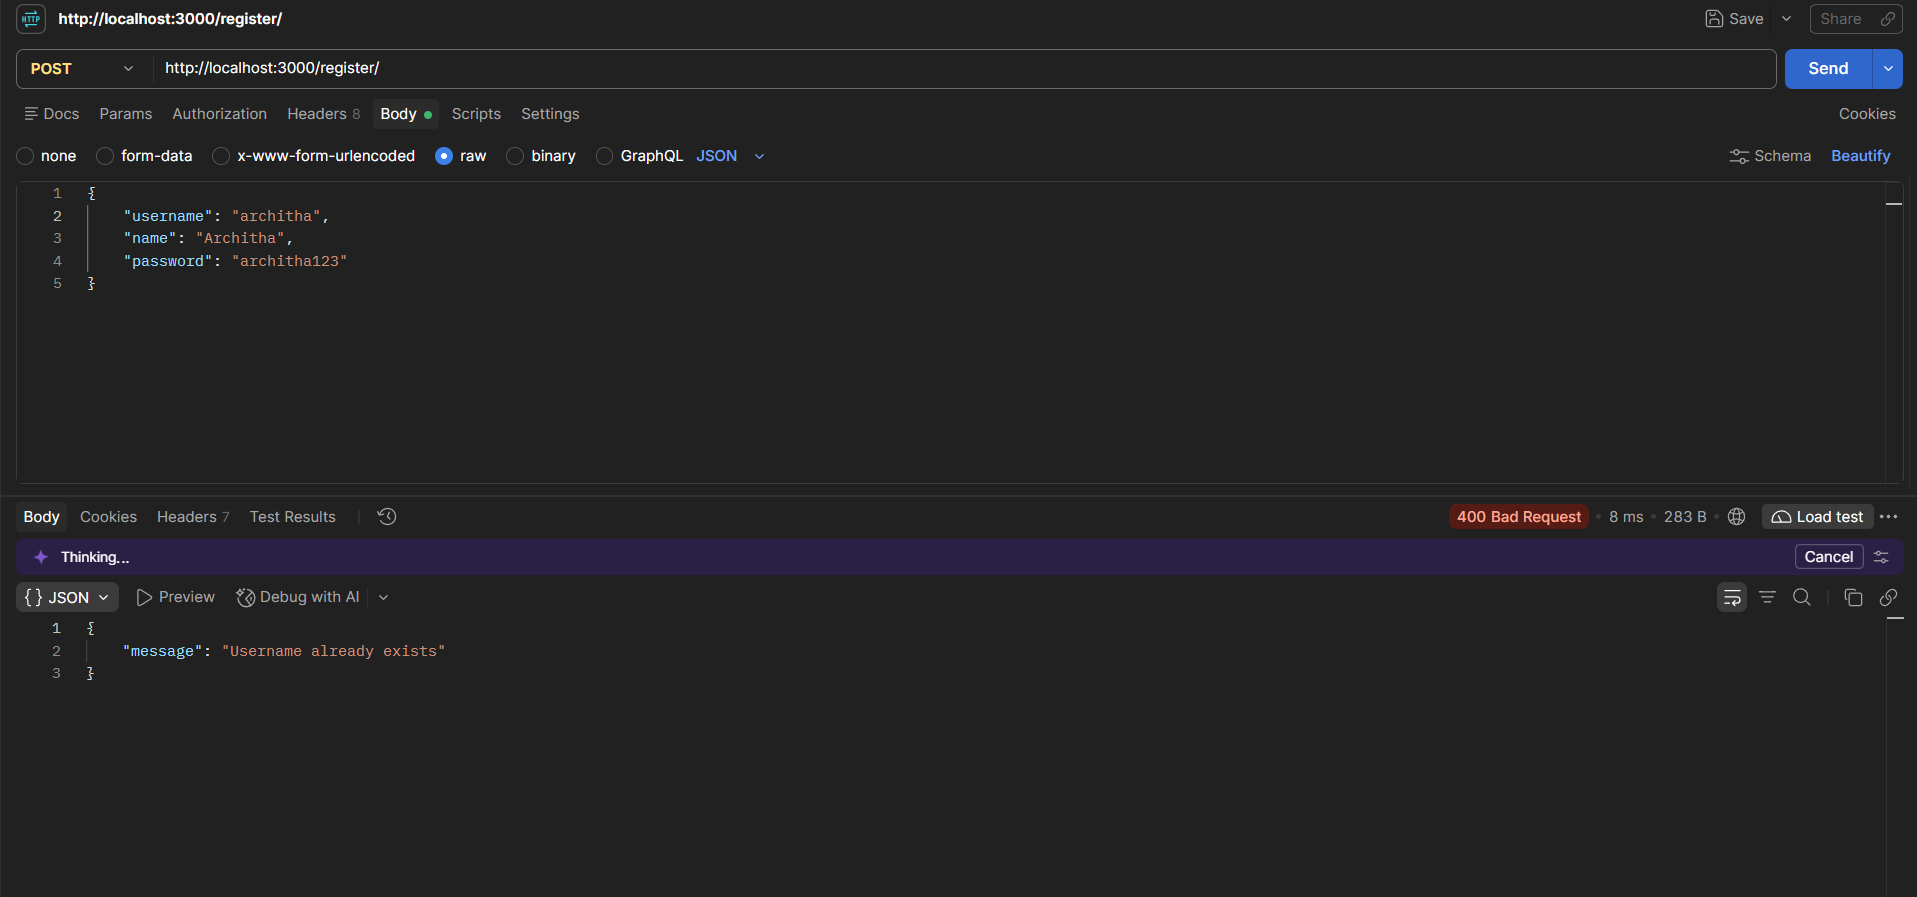 HTTP http://localhost:3000/register/ Save Share
POST http://localhost:3000/register/ Send
Docs Params Authorization Headers 8 Body Scripts Settings Cookies
none form-data x-www-form-urlencoded raw binary GraphQL JSON Schema Beautify
1 {
2 "username": "architha",
3 "name": "Architha",
4 "password": "architha123"
5 }
Body Cookies Headers 7 Test Results 400 Bad Request • 8 ms • 283 B • Load test
Thinking... Cancel
{} JSON Preview Debug with AI
1 {
2 "message": "Username already exists"
3 }